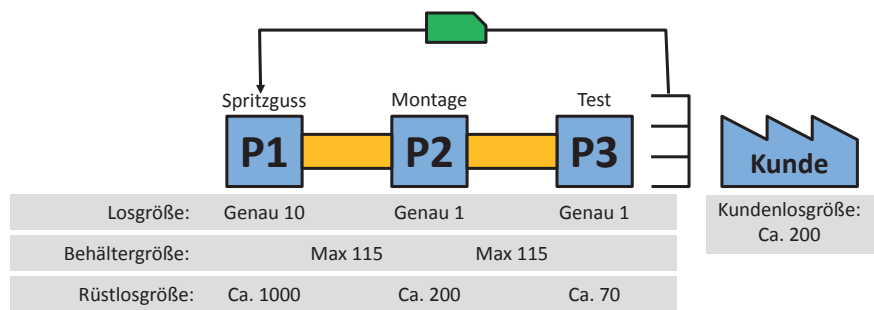 Spritzguss Montage Test
P1 P2 P3 Kunde
Losgröße: Genau 10 Genau 1 Genau 1
Behältergröße: Max 115 Max 115
Rüstlosgröße: Ca. 1000 Ca. 200 Ca. 70
Kundenlosgröße:
Ca. 200